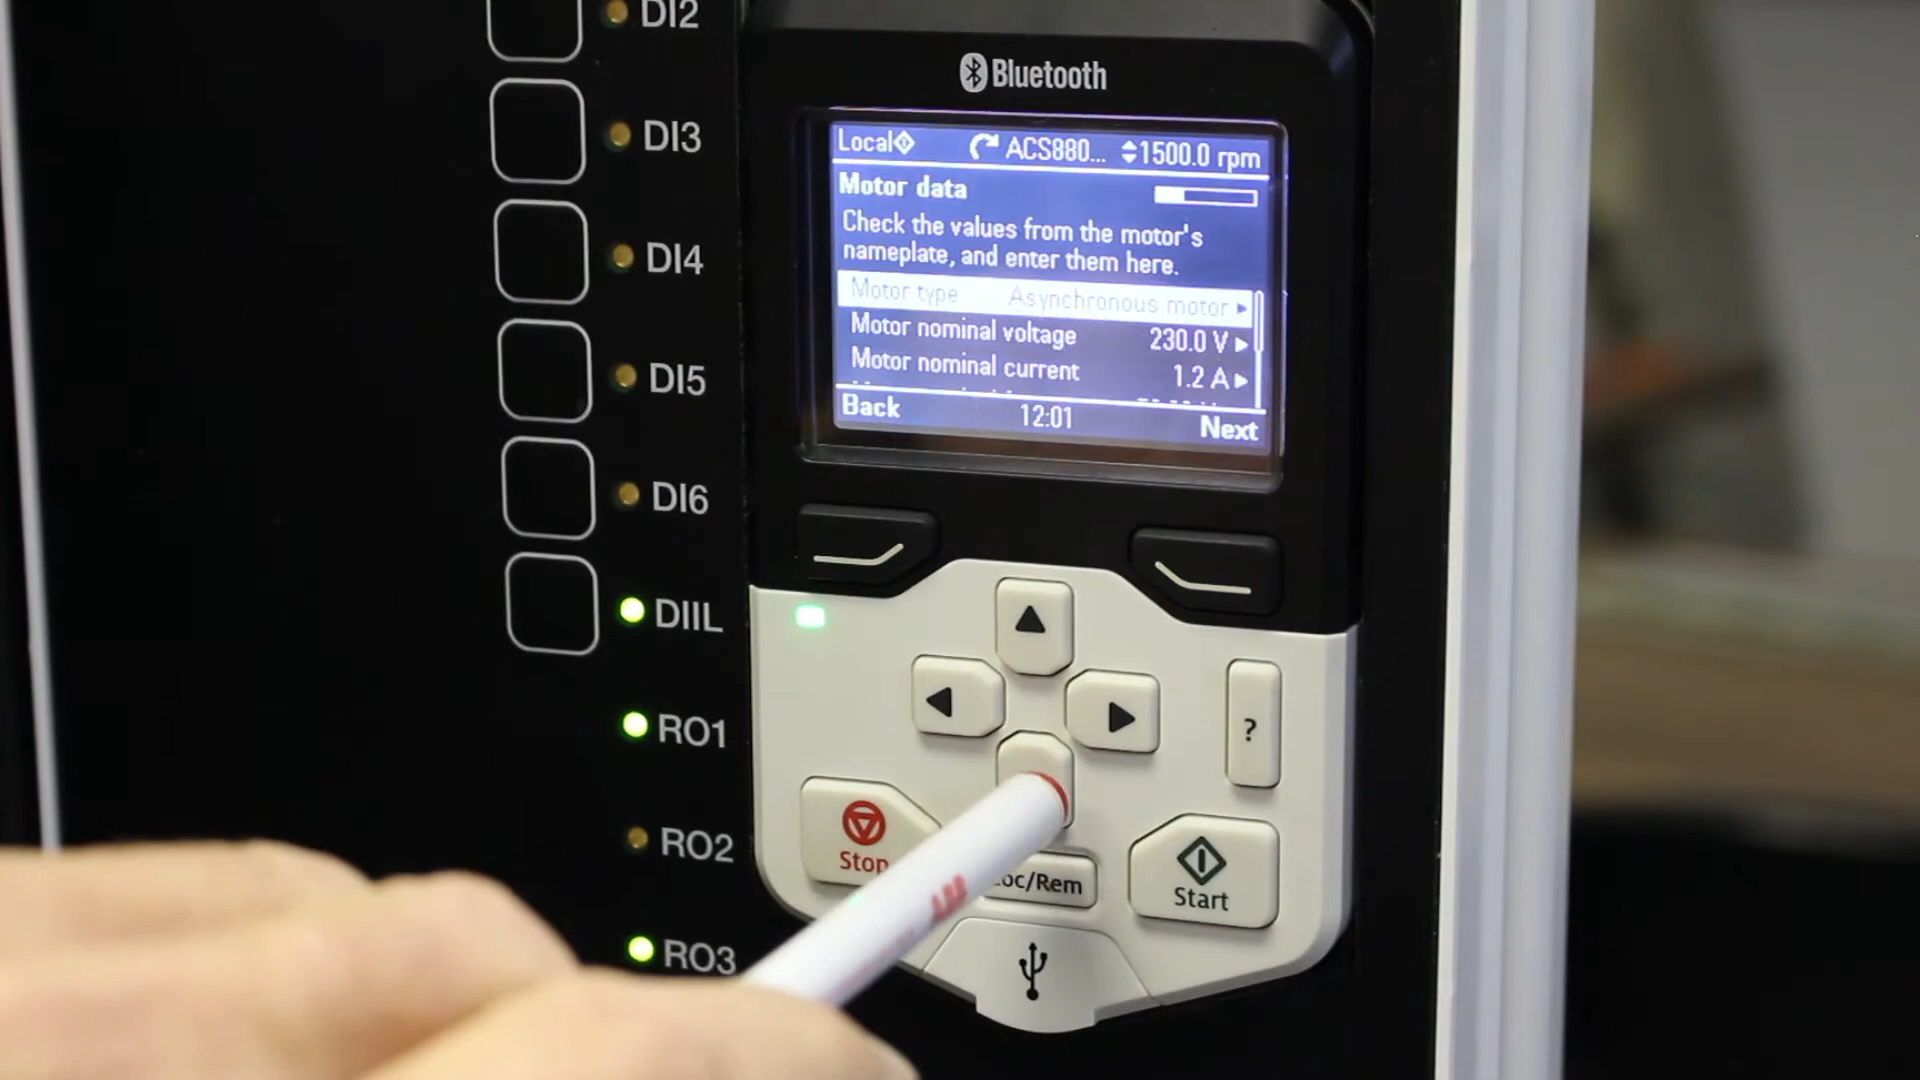 DI2
DI3
DI4
DI5
DI6
DIIL
RO1
RO2
RO3
Bluetooth
Local ACS880... 1500.0 rpm
Motor data
Check the values from the motor's
nameplate, and enter them here.
Motor type Asynchronous motor
Motor nominal voltage 230.0 V
Motor nominal current 1.2 A
Back 12:01 Next
?
Stop
Loc/Rem
Start
ABB